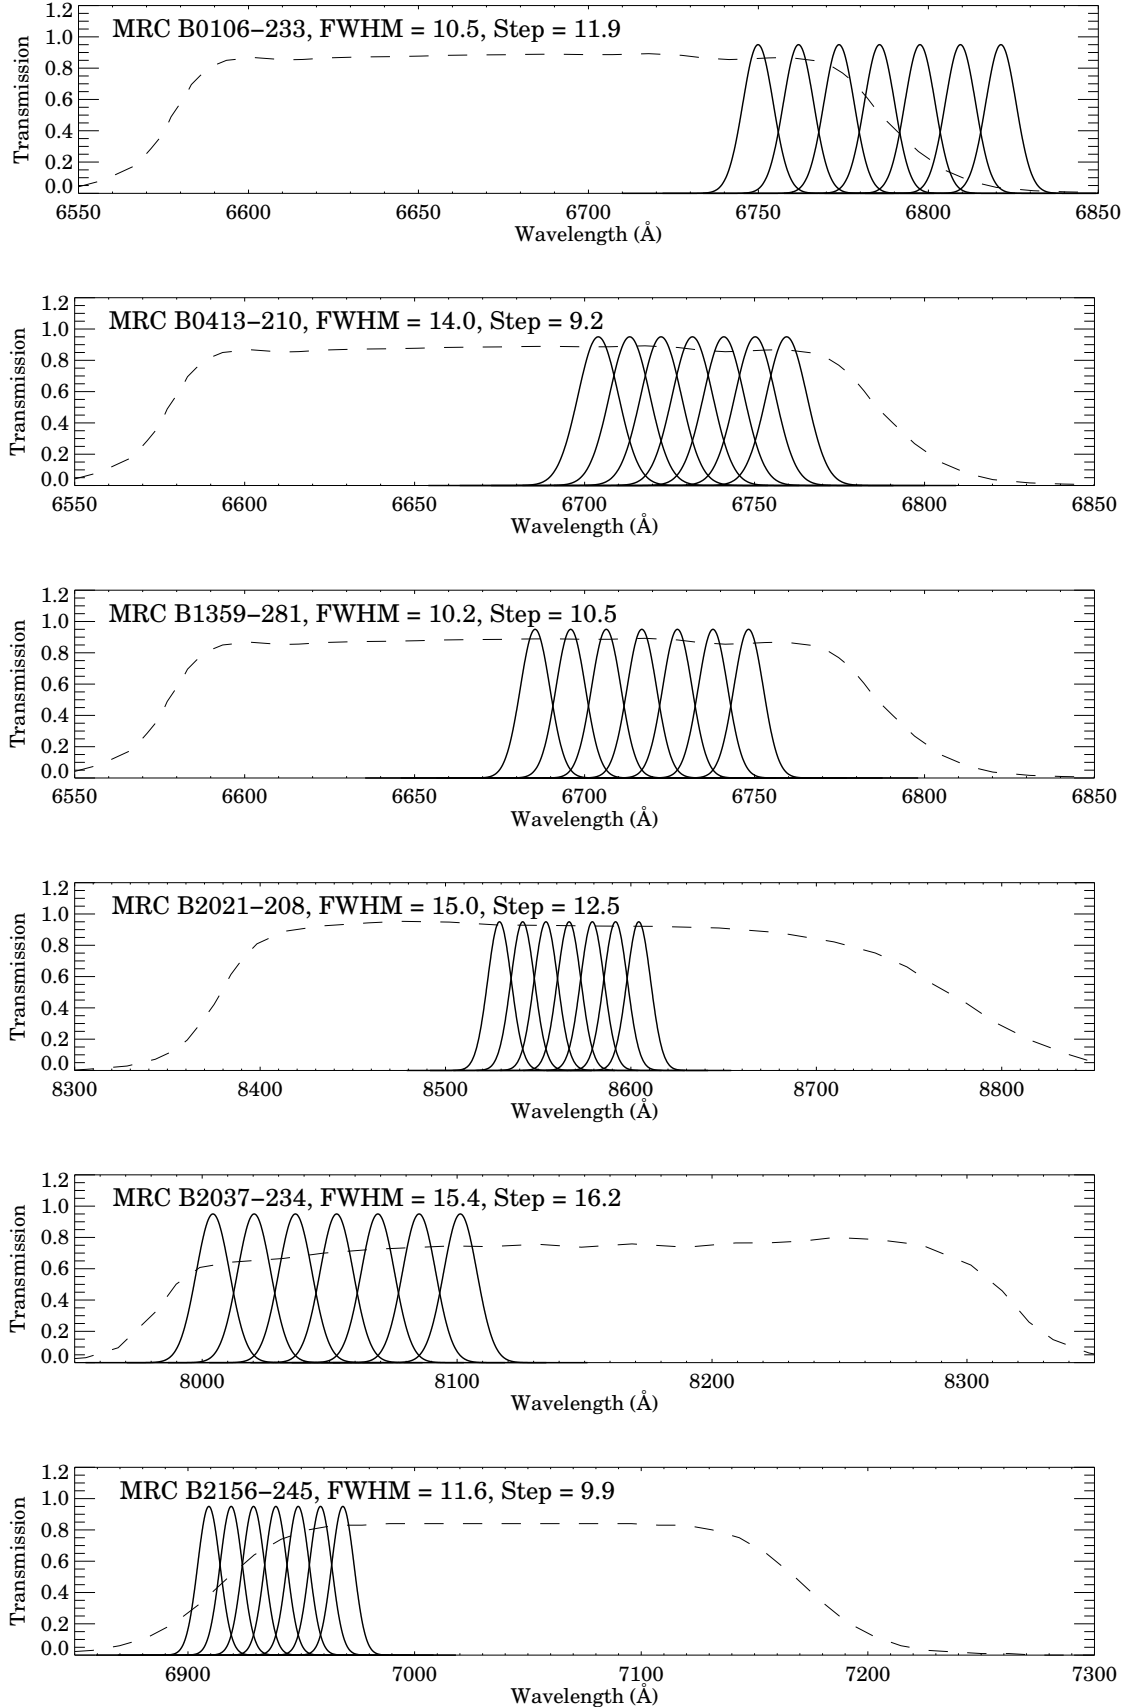 MRC B0106−233, FWHM = 10.5, Step = 11.9
Transmission
1.2
1.0
0.8
0.6
0.4
0.2
0.0
6550 6600 6650 6700 6750 6800 6850
Wavelength (Å)
MRC B0413−210, FWHM = 14.0, Step = 9.2
Transmission
1.2
1.0
0.8
0.6
0.4
0.2
0.0
6550 6600 6650 6700 6750 6800 6850
Wavelength (Å)
MRC B1359−281, FWHM = 10.2, Step = 10.5
Transmission
1.2
1.0
0.8
0.6
0.4
0.2
0.0
6550 6600 6650 6700 6750 6800 6850
Wavelength (Å)
MRC B2021−208, FWHM = 15.0, Step = 12.5
Transmission
1.2
1.0
0.8
0.6
0.4
0.2
0.0
8300 8400 8500 8600 8700 8800
Wavelength (Å)
MRC B2037−234, FWHM = 15.4, Step = 16.2
Transmission
1.2
1.0
0.8
0.6
0.4
0.2
0.0
8000 8100 8200 8300
Wavelength (Å)
MRC B2156−245, FWHM = 11.6, Step = 9.9
Transmission
1.2
1.0
0.8
0.6
0.4
0.2
0.0
6900 7000 7100 7200 7300
Wavelength (Å)